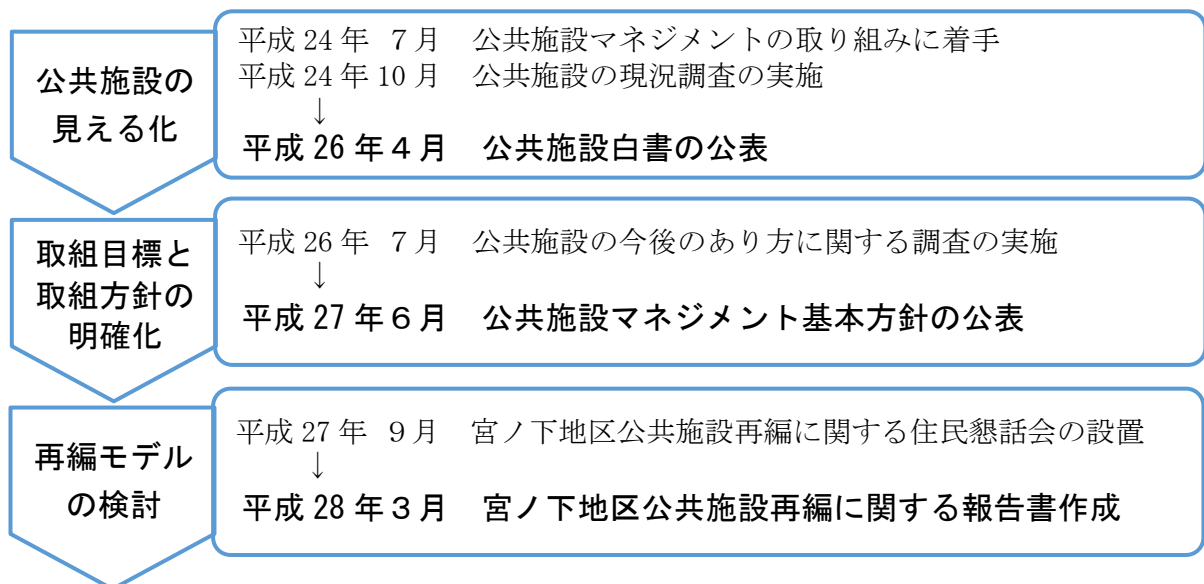 公共施設の
見える化
平成 24 年 7 月 公共施設マネジメントの取り組みに着手
平成 24 年 10 月 公共施設の現況調査の実施
↓
平成 26 年４月 公共施設白書の公表
取組目標と
取組方針の
明確化
平成 26 年 7 月 公共施設の今後のあり方に関する調査の実施
↓
平成 27 年６月 公共施設マネジメント基本方針の公表
再編モデル
の検討
平成 27 年 ９月 宮ノ下地区公共施設再編に関する住民懇話会の設置
↓
平成 28 年３月 宮ノ下地区公共施設再編に関する報告書作成